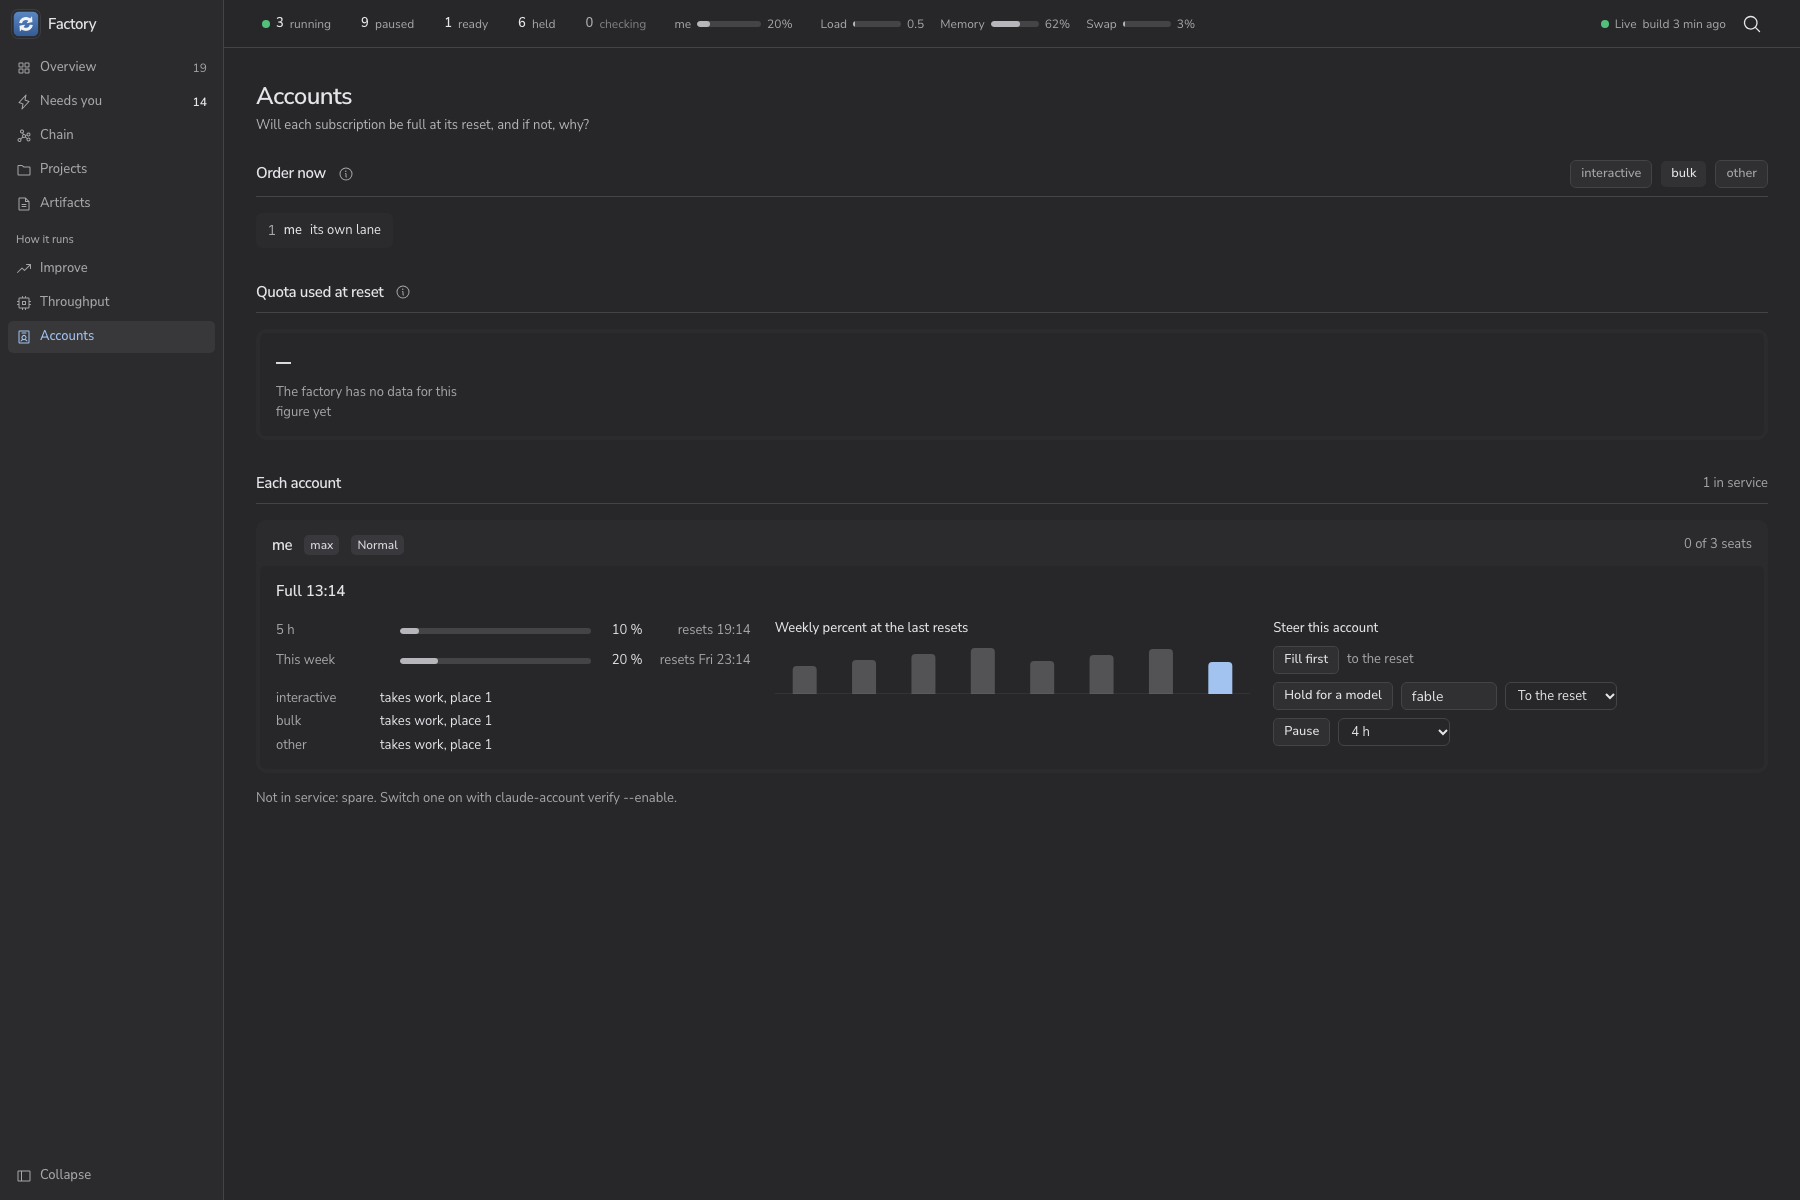 Factory
3 running 9 paused 1 ready 6 held 0 checking me 20% Load 0.5 Memory 62% Swap 3% Live build 3 min ago
Overview 19
Needs you 14
Chain
Projects
Artifacts
How it runs
Improve
Throughput
Accounts
Collapse
Accounts
Will each subscription be full at its reset, and if not, why?
Order now interactive bulk other
1 me its own lane
Quota used at reset
—
The factory has no data for this
figure yet
Each account 1 in service
me max Normal 0 of 3 seats
Full 13:14
5 h 10 % resets 19:14
This week 20 % resets Fri 23:14
interactive takes work, place 1
bulk takes work, place 1
other takes work, place 1
Weekly percent at the last resets
Steer this account
Fill first to the reset
Hold for a model fable To the reset
Pause 4 h
Not in service: spare. Switch one on with claude-account verify --enable.